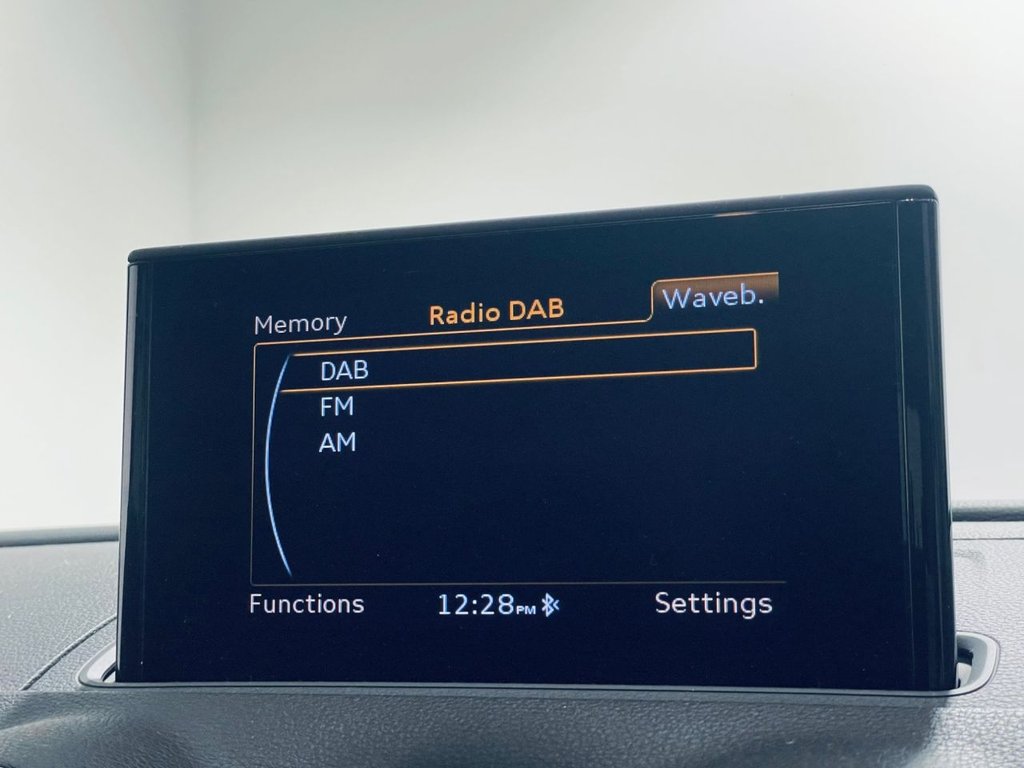 Memory Radio DAB Waveb.
DAB
FM
AM
Functions 12:28PM Settings